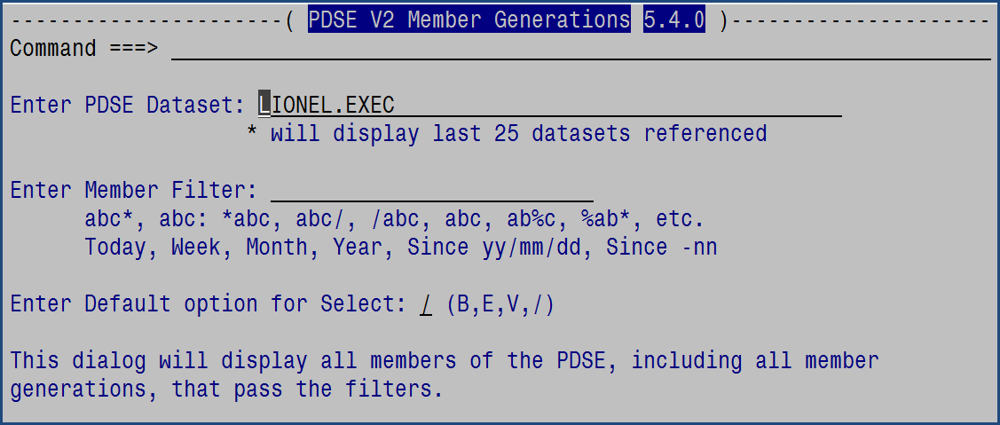 ----------------------( PDSE V2 Member Generations 5.4.0 )---------------------
Command ===>
Enter PDSE Dataset: LIONEL.EXEC
* will display last 25 datasets referenced
Enter Member Filter:
abc*, abc: *abc, abc/, /abc, abc, ab%c, %ab*, etc.
Today, Week, Month, Year, Since yy/mm/dd, Since -nn
Enter Default option for Select: / (B,E,V,/)
This dialog will display all members of the PDSE, including all member
generations, that pass the filters.